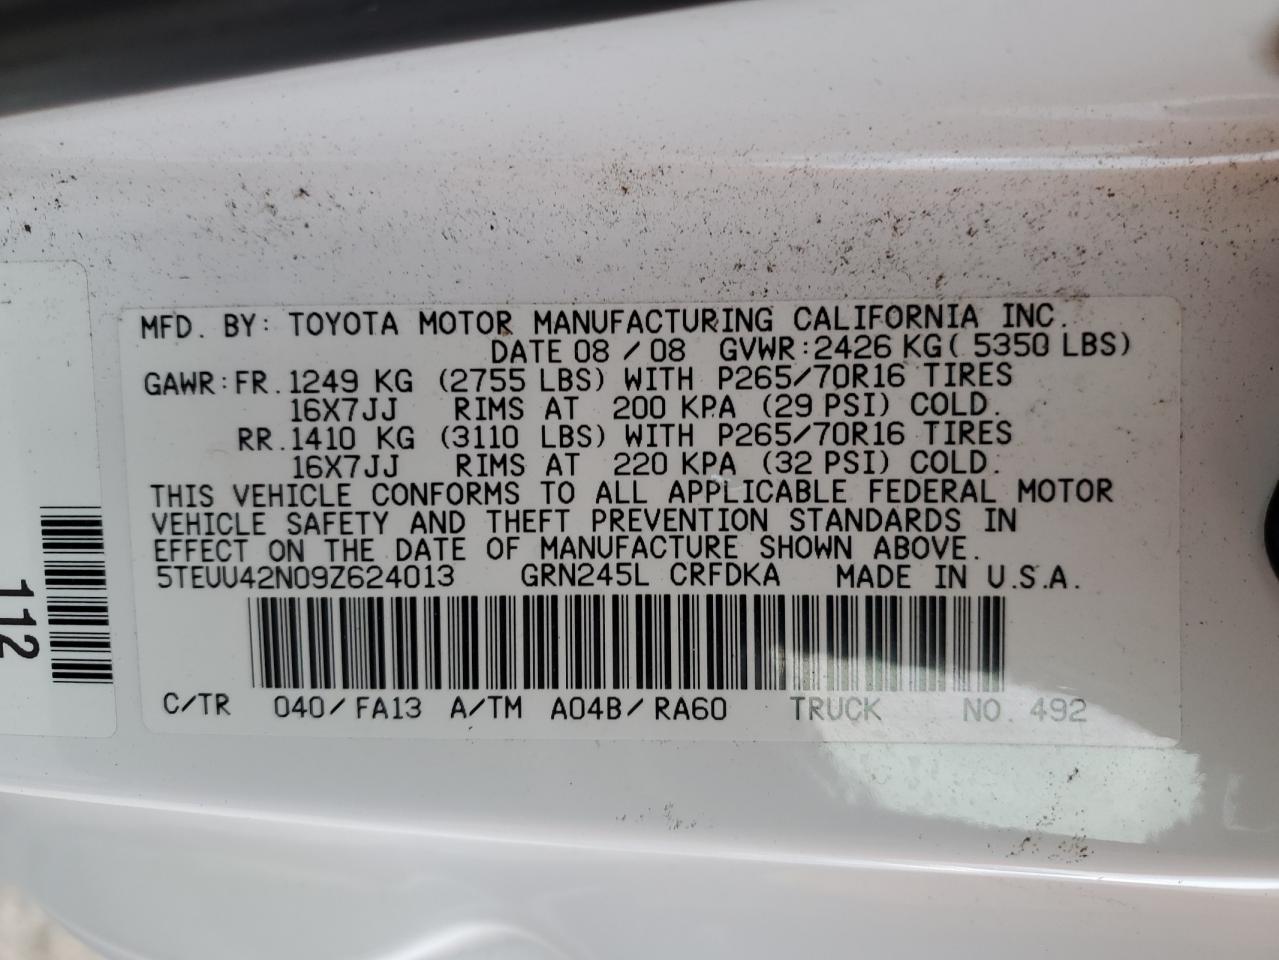 MFD. BY: TOYOTA MOTOR MANUFACTURING CALIFORNIA INC.
DATE 08/08 GVWR:2426 KG(5350 LBS)
GAWR:FR.1249 KG (2755 LBS) WITH P265/70R16 TIRES
16X7JJ RIMS AT 200 KPA (29 PSI) COLD.
RR.1410 KG (3110 LBS) WITH P265/70R16 TIRES
16X7JJ RIMS AT 220 KPA (32 PSI) COLD.
THIS VEHICLE CONFORMS TO ALL APPLICABLE FEDERAL MOTOR
VEHICLE SAFETY AND THEFT PREVENTION STANDARDS IN
EFFECT ON THE DATE OF MANUFACTURE SHOWN ABOVE.
5TEUU42N09Z624013 GRN245L CRFDKA MADE IN U.S.A.
C/TR 040/FA13 A/TM A04B/RA60 TRUCK NO. 492
112